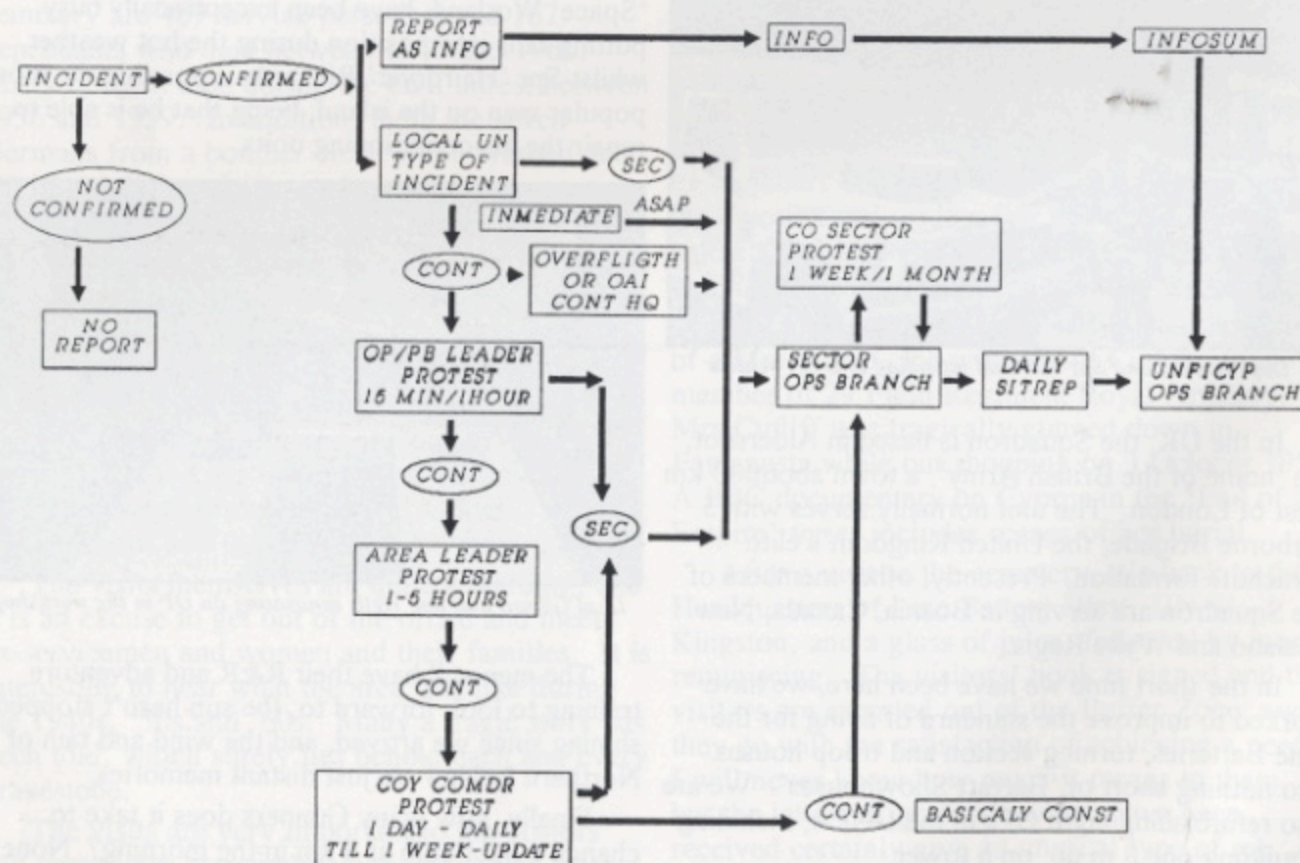 REPORT
AS INFO
INFO
INFOSUM
INCIDENT
CONFIRMED
LOCAL UN
TYPE OF
INCIDENT
SEC
NOT
CONFIRMED
INMEDIATE
ASAP
CONT
OVERFLIGTH
OR OAI
CONT HQ
CO SECTOR
PROTEST
1 WEEK/1 MONTH
NO
REPORT
OP/PB LEADER
PROTEST
15 MIN/1HOUR
SECTOR
OPS BRANCH
DAILY
SITREP
UNFICYP
OPS BRANCH
CONT
SEC
AREA LEADER
PROTEST
1-5 HOURS
CONT
COY COMDR
PROTEST
1 DAY - DAILY
TILL 1 WEEK-UPDATE
CONT
BASICALY CONST